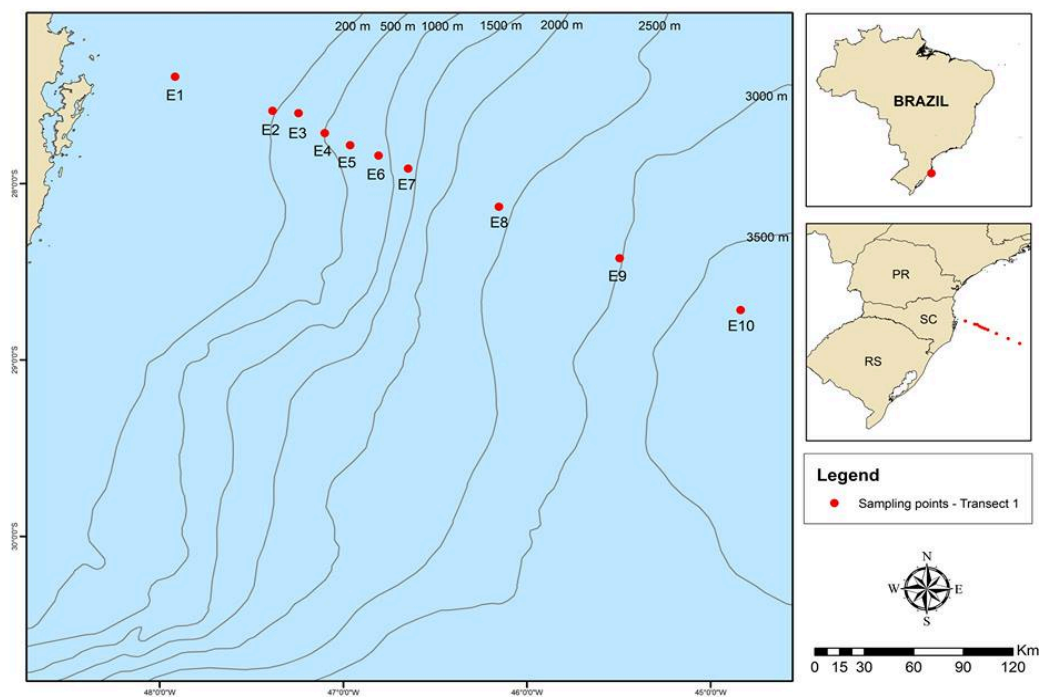 200 m
500 m
1000 m
1500 m
2000 m
2500 m
3000 m
3500 m
E1
E2
E3
E4
E5
E6
E7
E8
E9
E10
28°0'0"S
29°0'0"S
30°0'0"S
48°0'0"W
47°0'0"W
46°0'0"W
45°0'0"W
BRAZIL
PR
SC
RS
Legend
Sampling points - Transect 1
N
W
E
S
0 15 30 60 90 120 Km